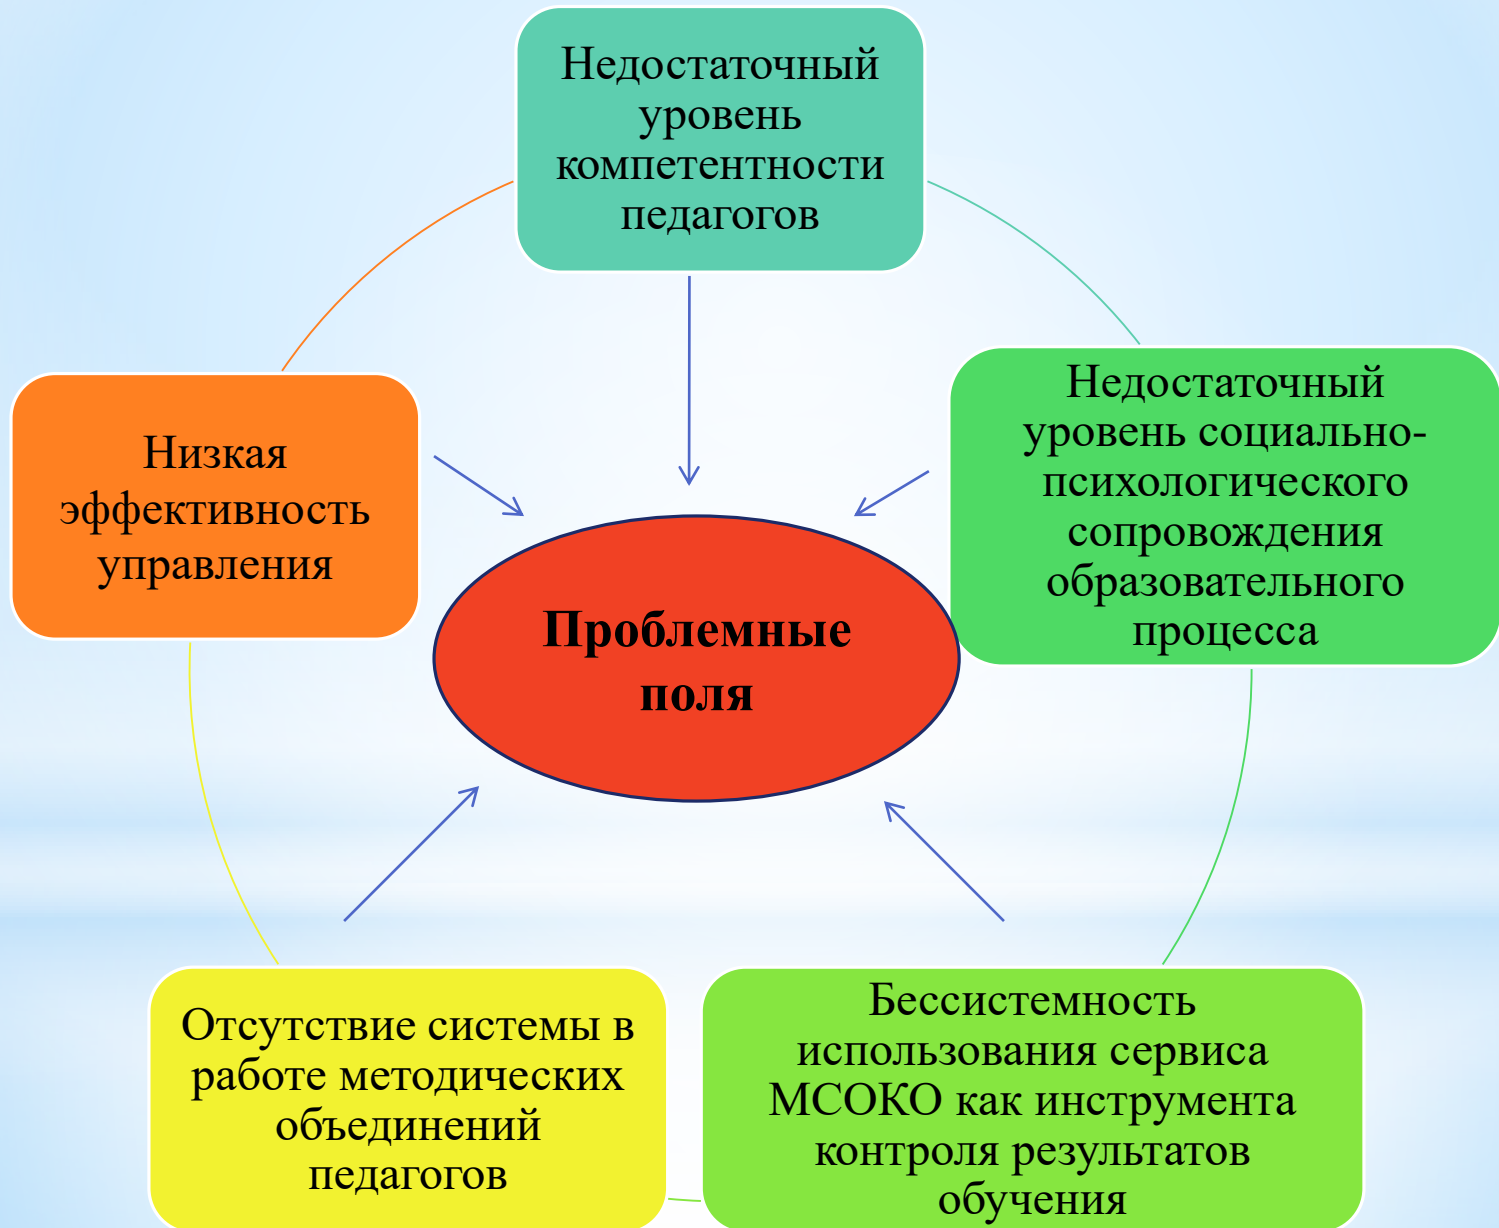 Недостаточный
уровень
компетентности
педагогов
Низкая
эффективность
управления
Недостаточный
уровень социально-
психологического
сопровождения
образовательного
процесса
Проблемные
поля
Отсутствие системы в
работе методических
объединений
педагогов
Бессистемность
использования сервиса
МСОКО как инструмента
контроля результатов
обучения